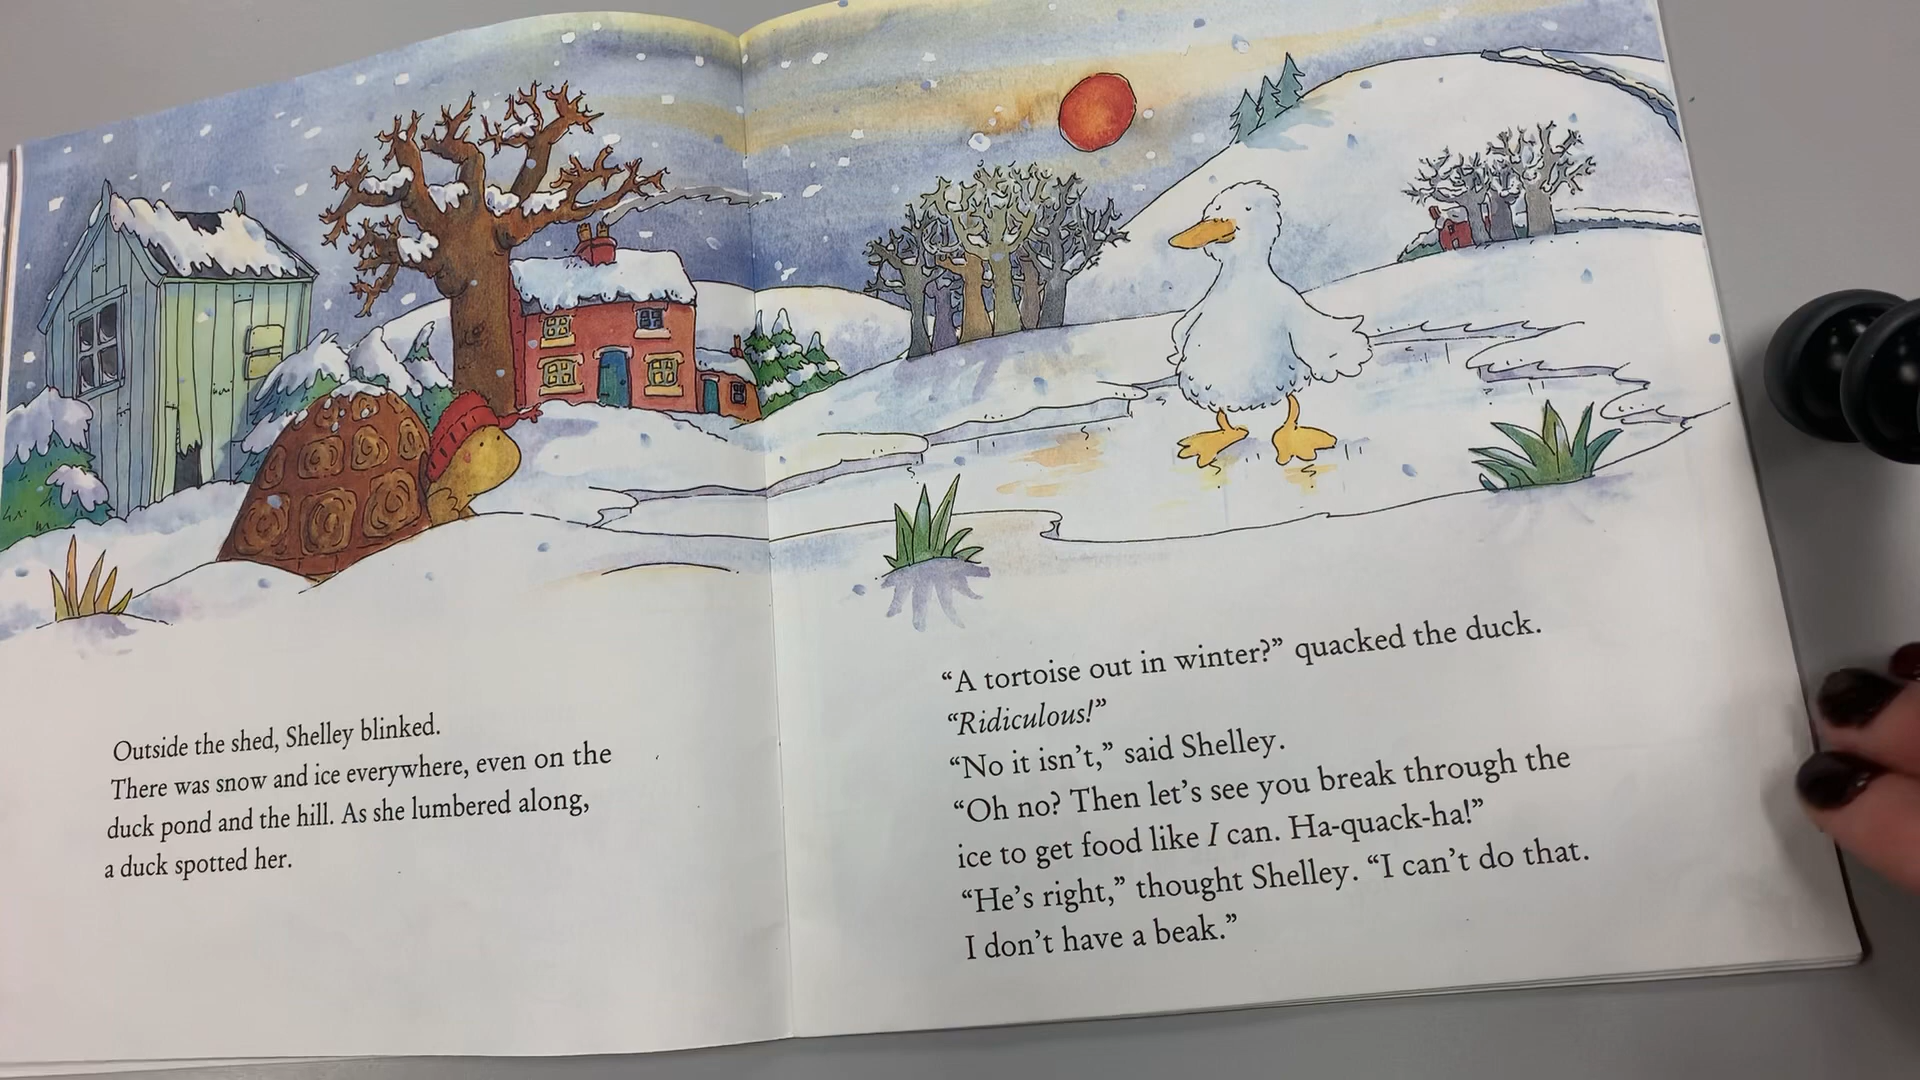 Outside the shed, Shelley blinked.
There was snow and ice everywhere, even on the
duck pond and the hill. As she lumbered along,
a duck spotted her.
“A tortoise out in winter?” quacked the duck.
“Ridiculous!”
“No it isn’t,” said Shelley.
“Oh no? Then let’s see you break through the
ice to get food like I can. Ha-quack-ha!”
“He’s right,” thought Shelley. “I can’t do that.
I don’t have a beak.”